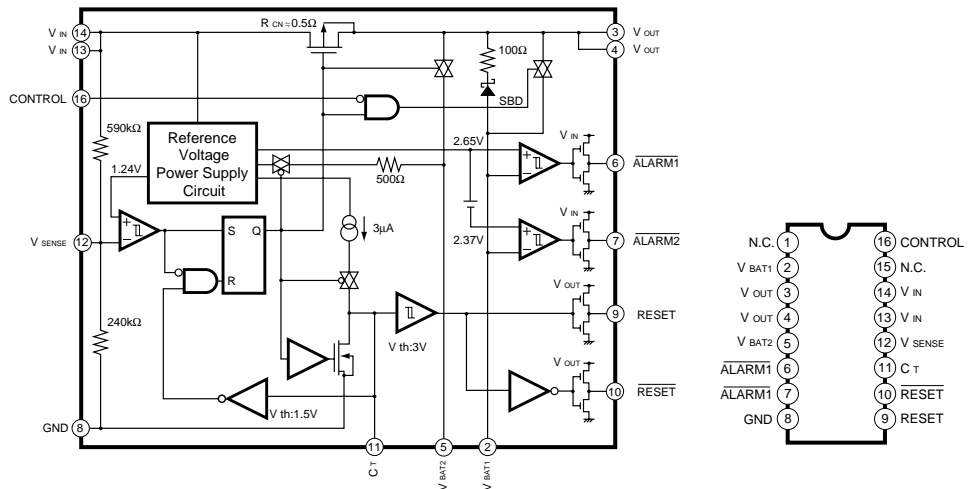 R CN≒0.5Ω
V IN 14
V IN 13
3 V OUT
4 V OUT
100Ω
CONTROL 16
SBD
590kΩ
Reference
Voltage
Power Supply
Circuit
1.24V
500Ω
2.65V
V IN
6 ALARM1
3μA
V SENSE 12
S Q
R
2.37V
V IN
7 ALARM2
240kΩ
V th:3V
V OUT
9 RESET
V th:1.5V
V OUT
10 RESET
GND 8
11
C T
5
V BAT2
2
V BAT1
N.C. 1
V BAT1 2
V OUT 3
V OUT 4
V BAT2 5
ALARM1 6
ALARM1 7
GND 8
16 CONTROL
15 N.C.
14 V IN
13 V IN
12 V SENSE
11 C T
10 RESET
9 RESET